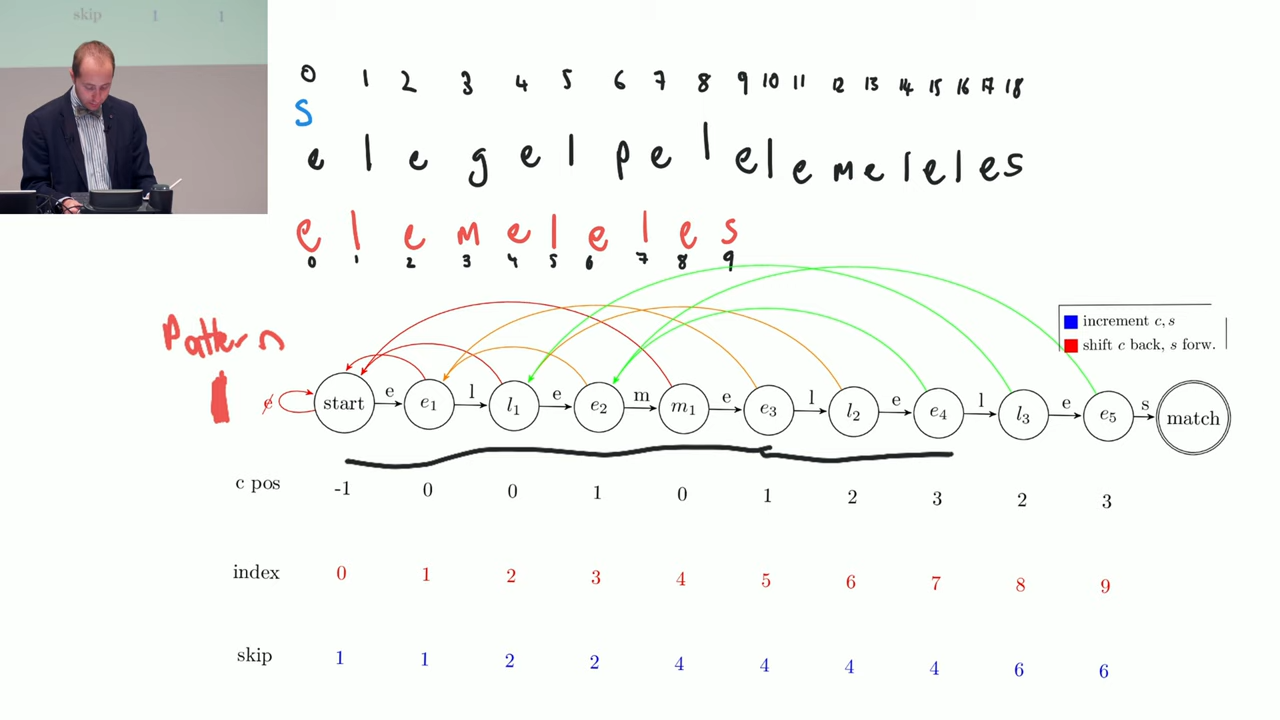 skip 1 1
0 1 2 3 4 5 6 7 8 9 10 11 12 13 14 15 16 17 18
S
e l e g e l p e l e l e m e l e l e s
e l e m e l e l e s
0 1 2 3 4 5 6 7 8 9
Pattern
increment c, s
shift c back, s forw.
¢ start e e₁ l l₁ e e₂ m m₁ e e₃ l l₂ e e₄ l l₃ e e₅ s match
c pos -1 0 0 1 0 1 2 3 2 3
index 0 1 2 3 4 5 6 7 8 9
skip 1 1 2 2 4 4 4 4 6 6